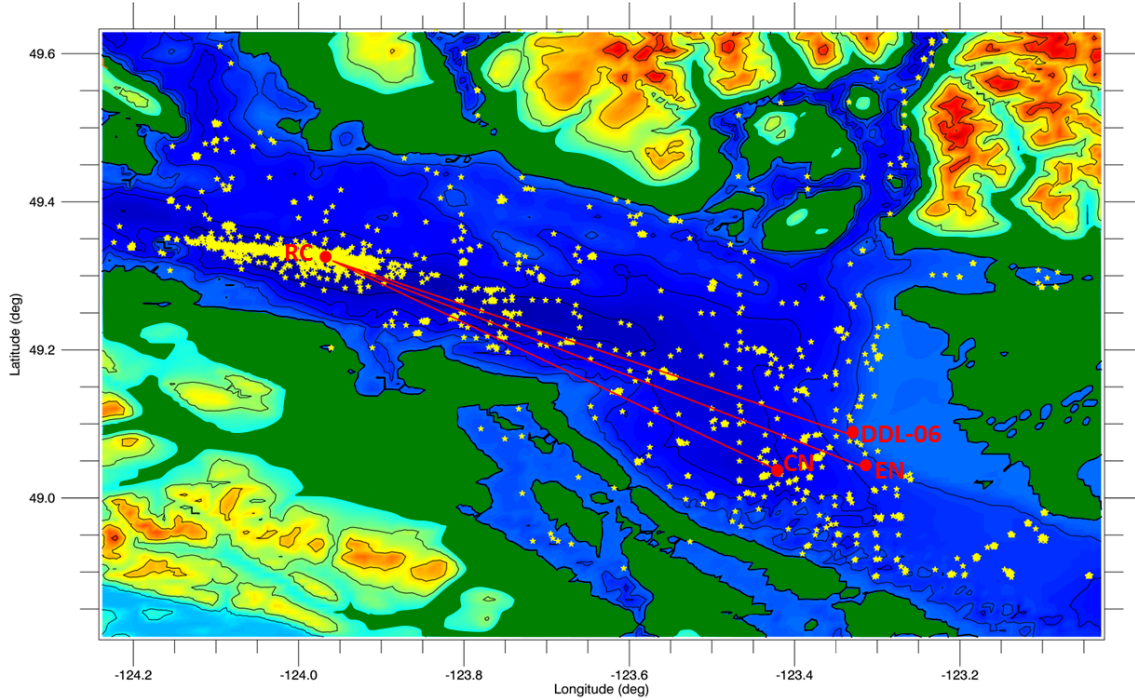 49.6
49.4
49.2
49.0
Latitude (deg)
RC
DDL-06
CN
EN
-124.2
-124.0
-123.8
-123.6
-123.4
-123.2
Longitude (deg)